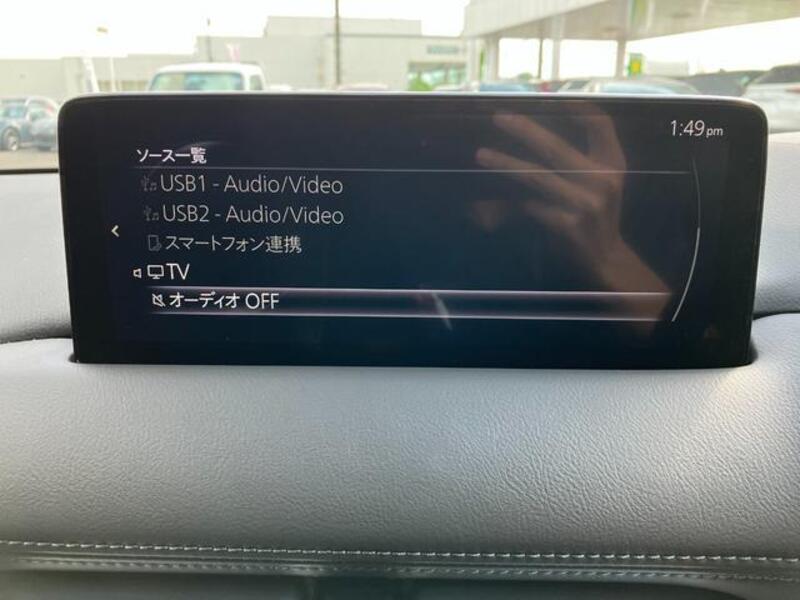 1:49pm
ソース一覧
USB1 - Audio/Video
USB2 - Audio/Video
スマートフォン連携
TV
オーディオ OFF